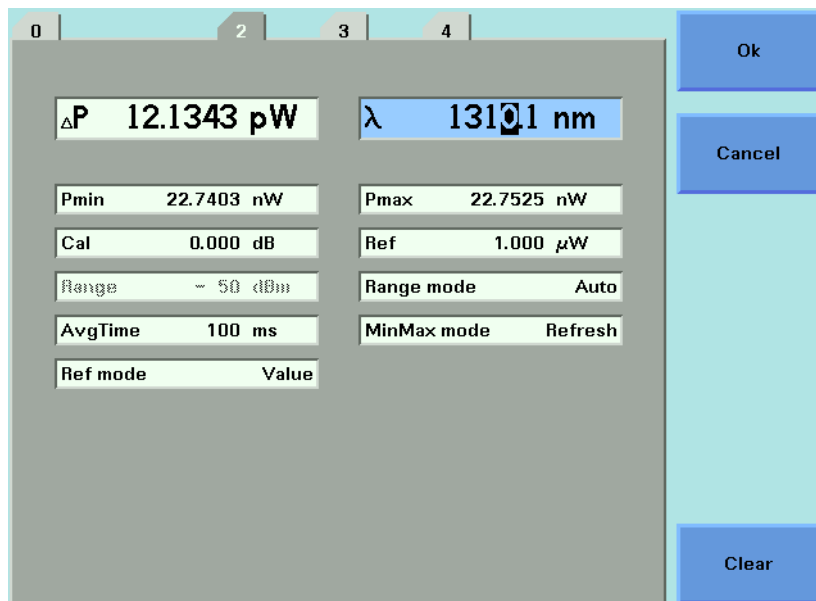 0 2 3 4
Ok
ΔP 12.1343 pW
λ 1310.1 nm
Cancel
Pmin 22.7403 nW
Pmax 22.7525 nW
Cal 0.000 dB
Ref 1.000 µW
Range - 50 dBm
Range mode Auto
AvgTime 100 ms
MinMax mode Refresh
Ref mode Value
Clear